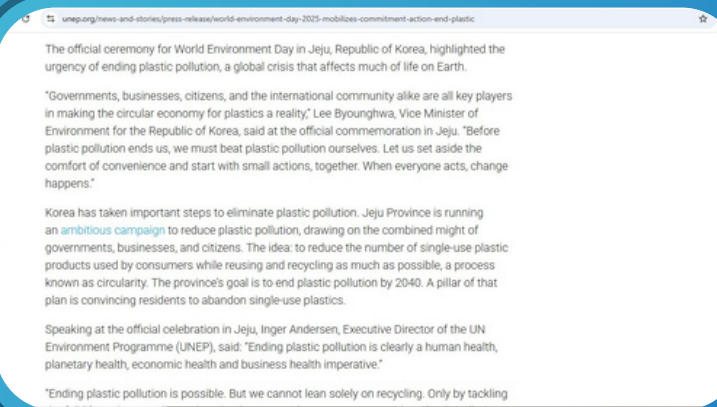 unep.org/news-and-stories/press-release/world-environment-day-2025-mobilizes-commitment-action-end-plastic
The official ceremony for World Environment Day in Jeju, Republic of Korea, highlighted the
urgency of ending plastic pollution, a global crisis that affects much of life on Earth.
“Governments, businesses, citizens, and the international community alike are all key players
in making the circular economy for plastics a reality,” Lee Byounghwa, Vice Minister of
Environment for the Republic of Korea, said at the official commemoration in Jeju. “Before
plastic pollution ends us, we must beat plastic pollution ourselves. Let us set aside the
comfort of convenience and start with small actions, together. When everyone acts, change
happens.”
Korea has taken important steps to eliminate plastic pollution. Jeju Province is running
an ambitious campaign to reduce plastic pollution, drawing on the combined might of
governments, businesses, and citizens. The idea: to reduce the number of single-use plastic
products used by consumers while reusing and recycling as much as possible, a process
known as circularity. The province’s goal is to end plastic pollution by 2040. A pillar of that
plan is convincing residents to abandon single-use plastics.
Speaking at the official celebration in Jeju, Inger Andersen, Executive Director of the UN
Environment Programme (UNEP), said: “Ending plastic pollution is clearly a human health,
planetary health, economic health and business health imperative.”
“Ending plastic pollution is possible. But we cannot lean solely on recycling. Only by tackling